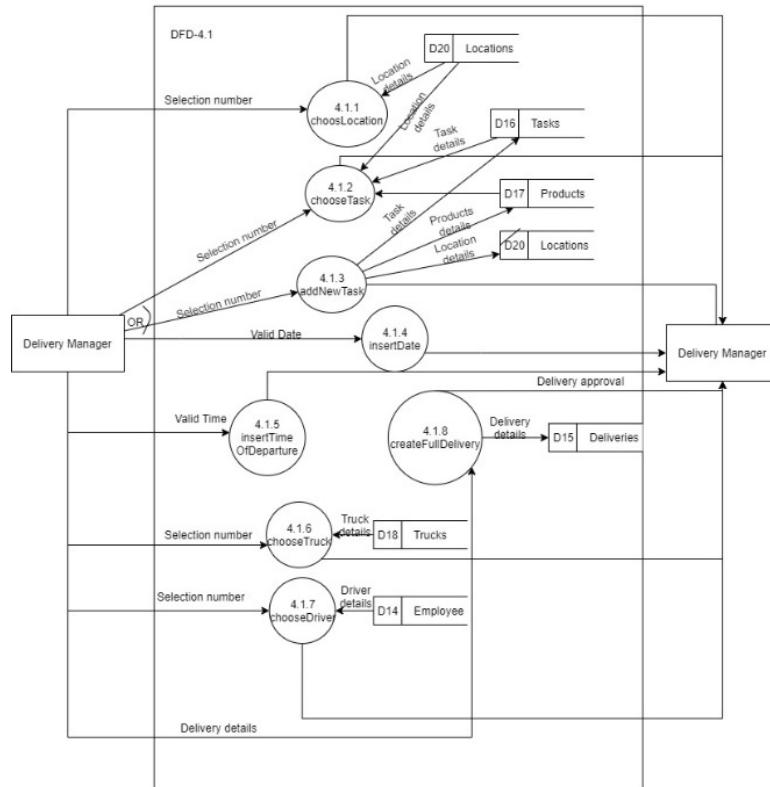 DFD-4.1
D20
Locations
Location
details
Selection number
4.1.1
choosLocation
Location
details
D16
Tasks
Task
details
4.1.2
chooseTask
D17
Products
Task
details
Products
details
Selection number
Location
details
D20
Locations
4.1.3
addNewTask
Selection number
OR
Delivery Manager
Valid Date
4.1.4
insertDate
Delivery Manager
Delivery approval
Valid Time
4.1.5
insertTime
OfDeparture
4.1.8
createFullDelivery
Delivery
details
D15
Deliveries
Selection number
4.1.6
chooseTruck
Truck
details
D18
Trucks
Selection number
4.1.7
chooseDriver
Driver
details
D14
Employee
Delivery details